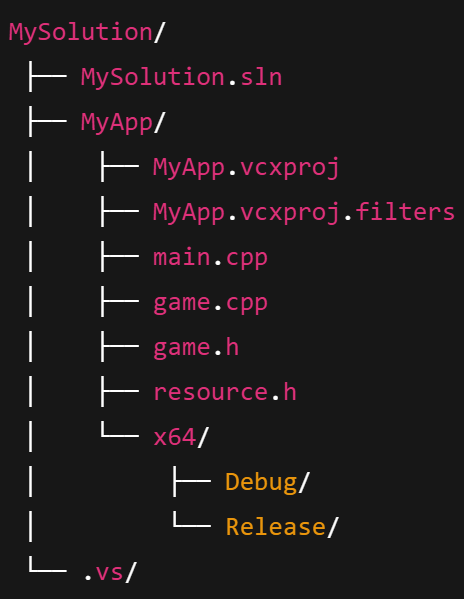 MySolution/
├── MySolution.sln
├── MyApp/
│    ├── MyApp.vcxproj
│    ├── MyApp.vcxproj.filters
│    ├── main.cpp
│    ├── game.cpp
│    ├── game.h
│    ├── resource.h
│    └── x64/
│         ├── Debug/
│         └── Release/
└── .vs/